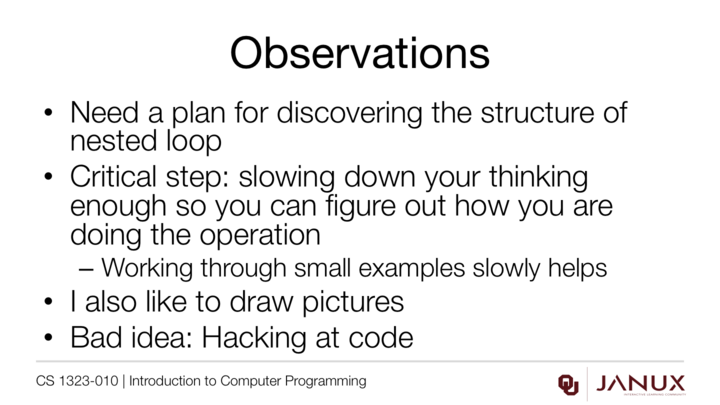 Observations
• Need a plan for discovering the structure of
nested loop
• Critical step: slowing down your thinking
enough so you can figure out how you are
doing the operation
– Working through small examples slowly helps
• I also like to draw pictures
• Bad idea: Hacking at code
CS 1323-010 | Introduction to Computer Programming
JANUX
INTERACTIVE LEARNING COMMUNITY